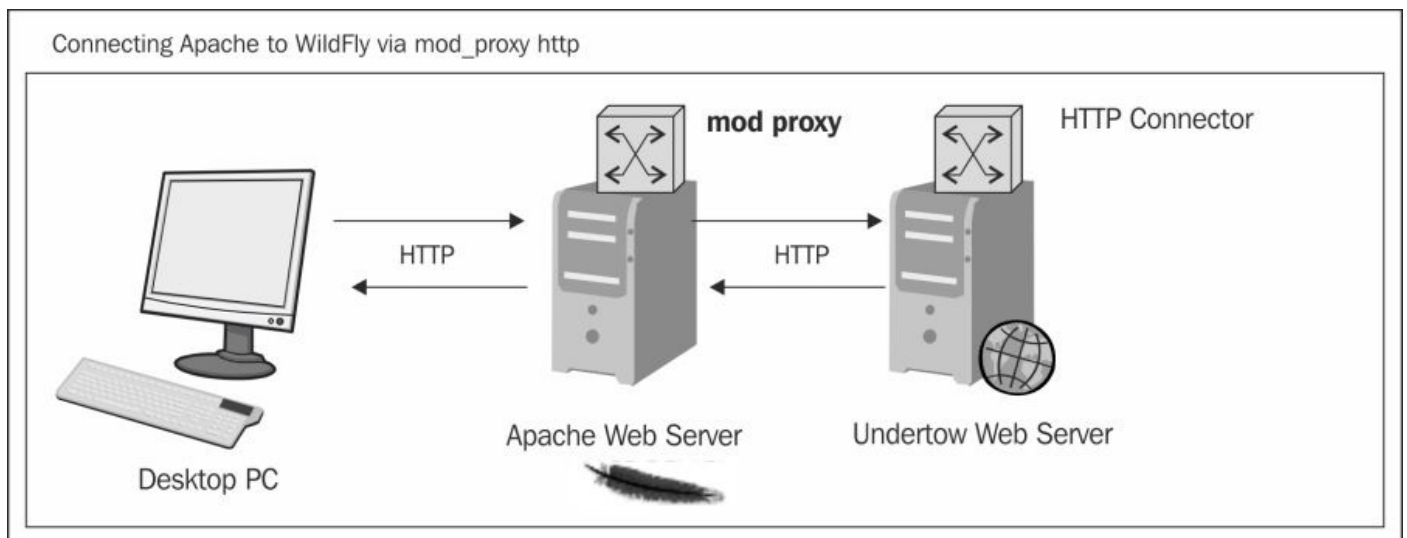 Connecting Apache to WildFly via mod_proxy http
mod proxy
HTTP Connector
HTTP
HTTP
Apache Web Server
Undertow Web Server
Desktop PC